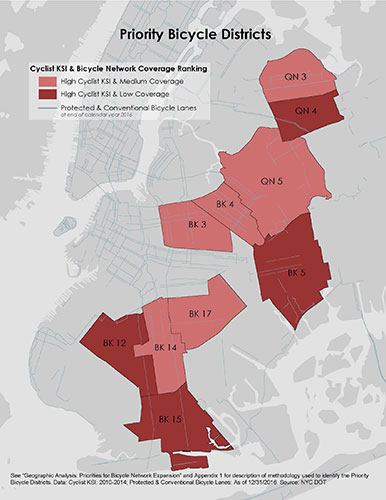 Priority Bicycle Districts
Cyclist KSI & Bicycle Network Coverage Ranking
High Cyclist KSI & Medium Coverage
High Cyclist KSI & Low Coverage
Protected & Conventional Bicycle Lanes
at end of calendar year 2016
QN 3
QN 4
QN 5
BK 4
BK 3
BK 5
BK 17
BK 12
BK 14
BK 15
See "Geographic Analysis: Priorities for Bicycle Network Expansion" and Appendix 1 for description of methodology used to identify the Priority
Bicycle Districts. Data: Cyclist KSI: 2010-2014; Protected & Conventional Bicycle Lanes: As of 12/31/2016. Source: NYC DOT